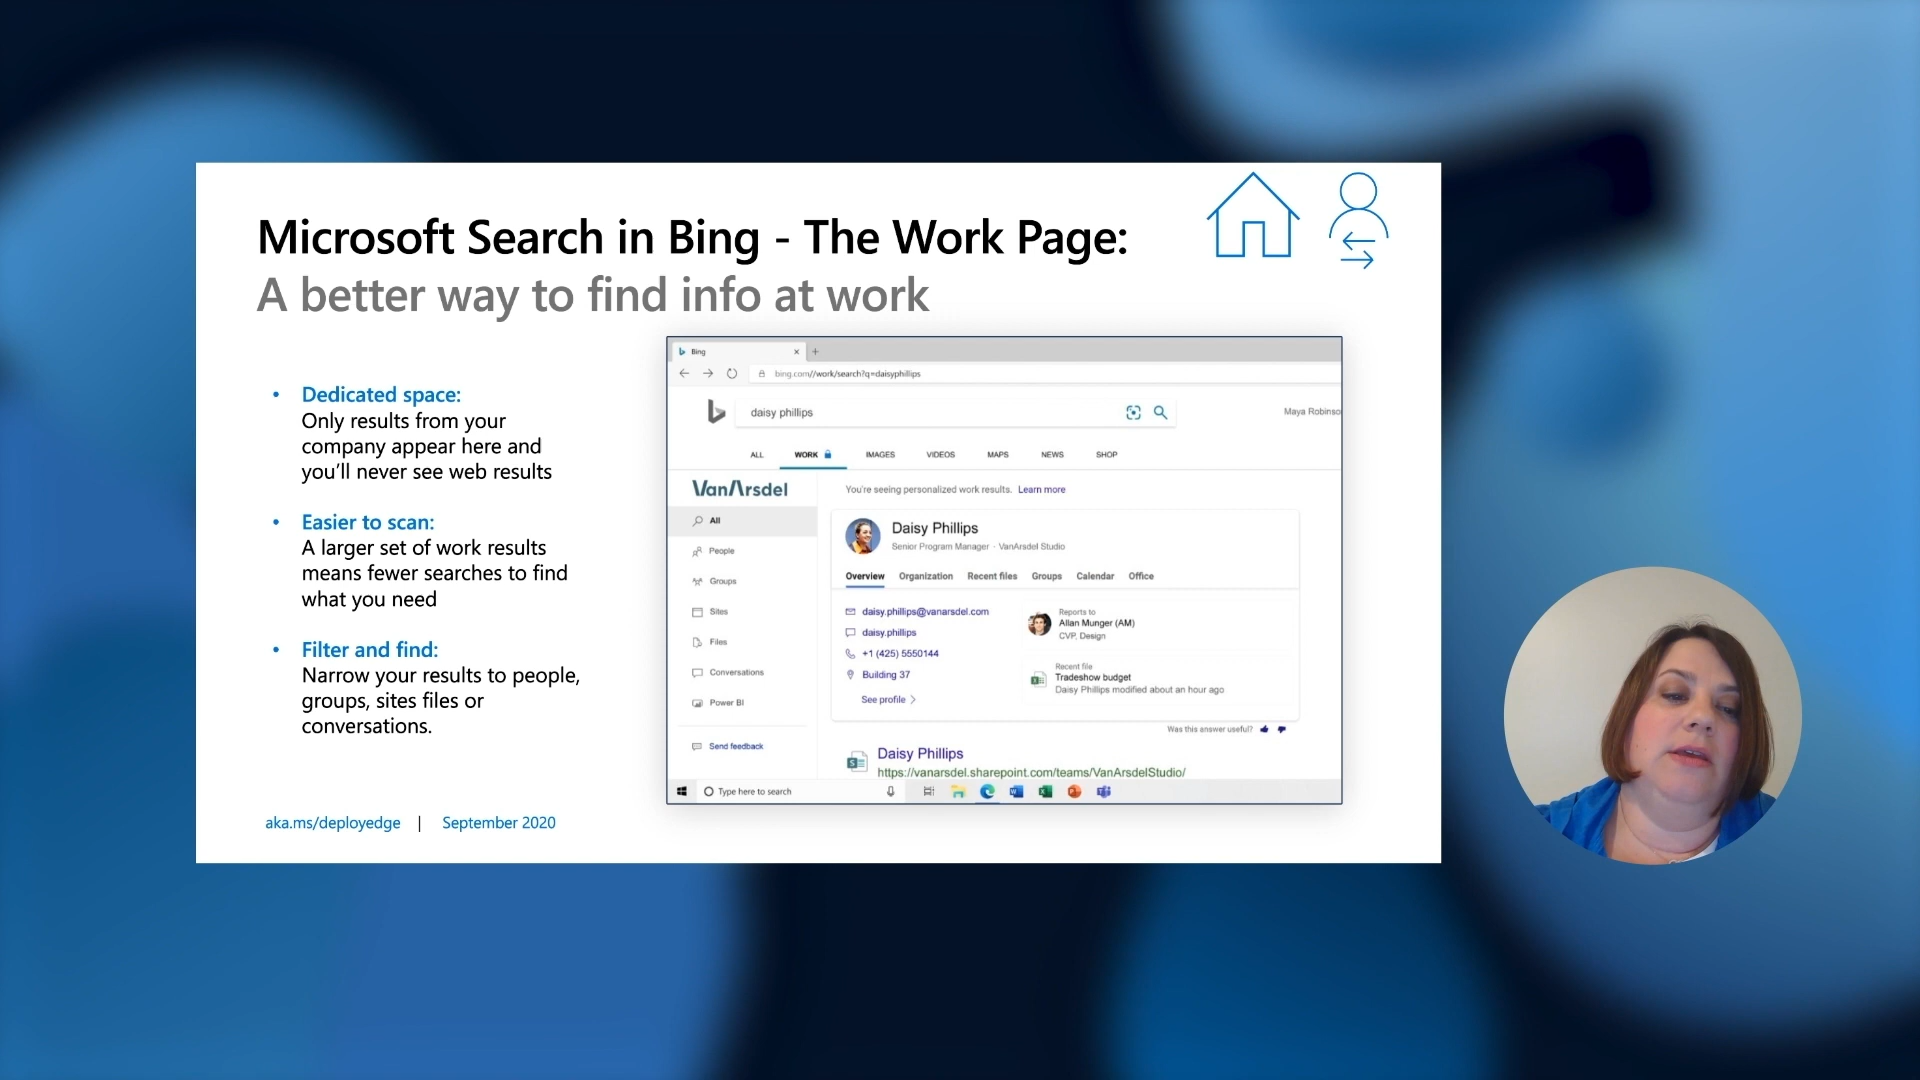 Microsoft Search in Bing - The Work Page:
A better way to find info at work
• Dedicated space:
Only results from your
company appear here and
you'll never see web results
• Easier to scan:
A larger set of work results
means fewer searches to find
what you need
• Filter and find:
Narrow your results to people,
groups, sites files or
conversations.
aka.ms/deployedge | September 2020
Bing
bing.com//work/search?q=daisyphillips
daisy phillips
Maya Robinso
ALL WORK IMAGES VIDEOS MAPS NEWS SHOP
VanArsdel
All
People
Groups
Sites
Files
Conversations
Power BI
Send feedback
You're seeing personalized work results. Learn more
Daisy Phillips
Senior Program Manager · VanArsdel Studio
Overview Organization Recent files Groups Calendar Office
daisy.phillips@vanarsdel.com
daisy.phillips
+1 (425) 5550144
Building 37
See profile
Reports to
Allan Munger (AM)
CVP, Design
Recent file
Tradeshow budget
Daisy Phillips modified about an hour ago
Was this answer useful?
Daisy Phillips
https://vanarsdel.sharepoint.com/teams/VanArsdelStudio/
Type here to search